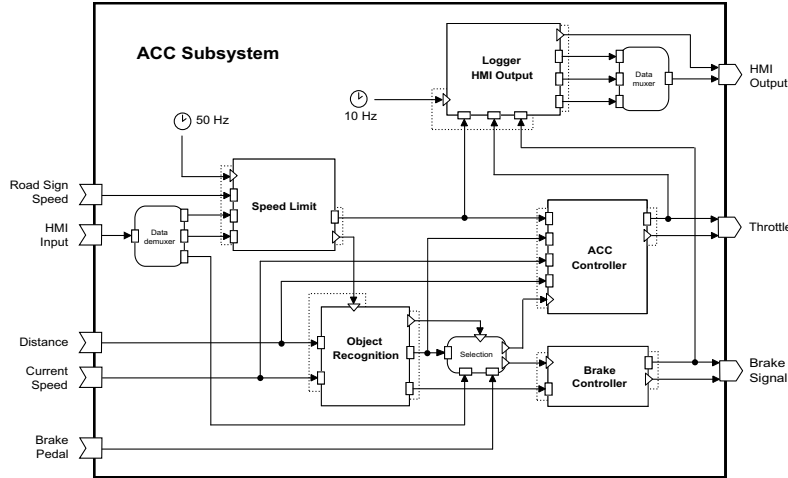 ACC Subsystem
Logger
HMI Output
Data
muxer
HMI
Output
10 Hz
50 Hz
Road Sign
Speed
Speed Limit
HMI
Input
Data
demuxer
ACC
Controller
Throttle
Distance
Object
Recognition
Selection
Current
Speed
Brake
Controller
Brake
Signal
Brake
Pedal